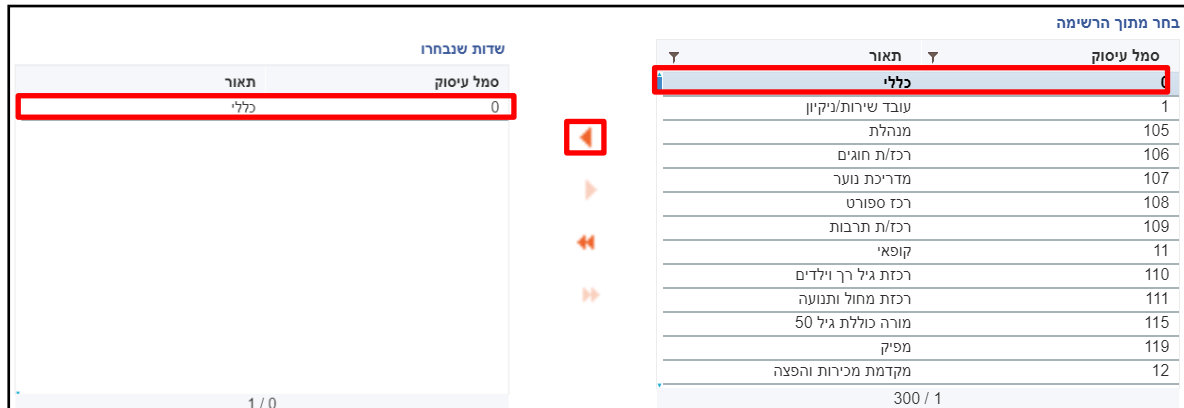 בחר מתוך הרשימה
סמל עיסוק תאור
0 כללי
1 עובד שירות/ניקיון
105 מנהלת
106 רכז/ת חוגים
107 מדריכת נוער
108 רכז ספורט
109 רכז/ת תרבות
11 קופאי
110 רכזת גיל רך וילדים
111 רכזת מחול ותנועה
115 מורה כוללת גיל 50
119 מפיק
12 מקדמת מכירות והפצה
300 / 1
שדות שנבחרו
סמל עיסוק תאור
0 כללי
1 / 0